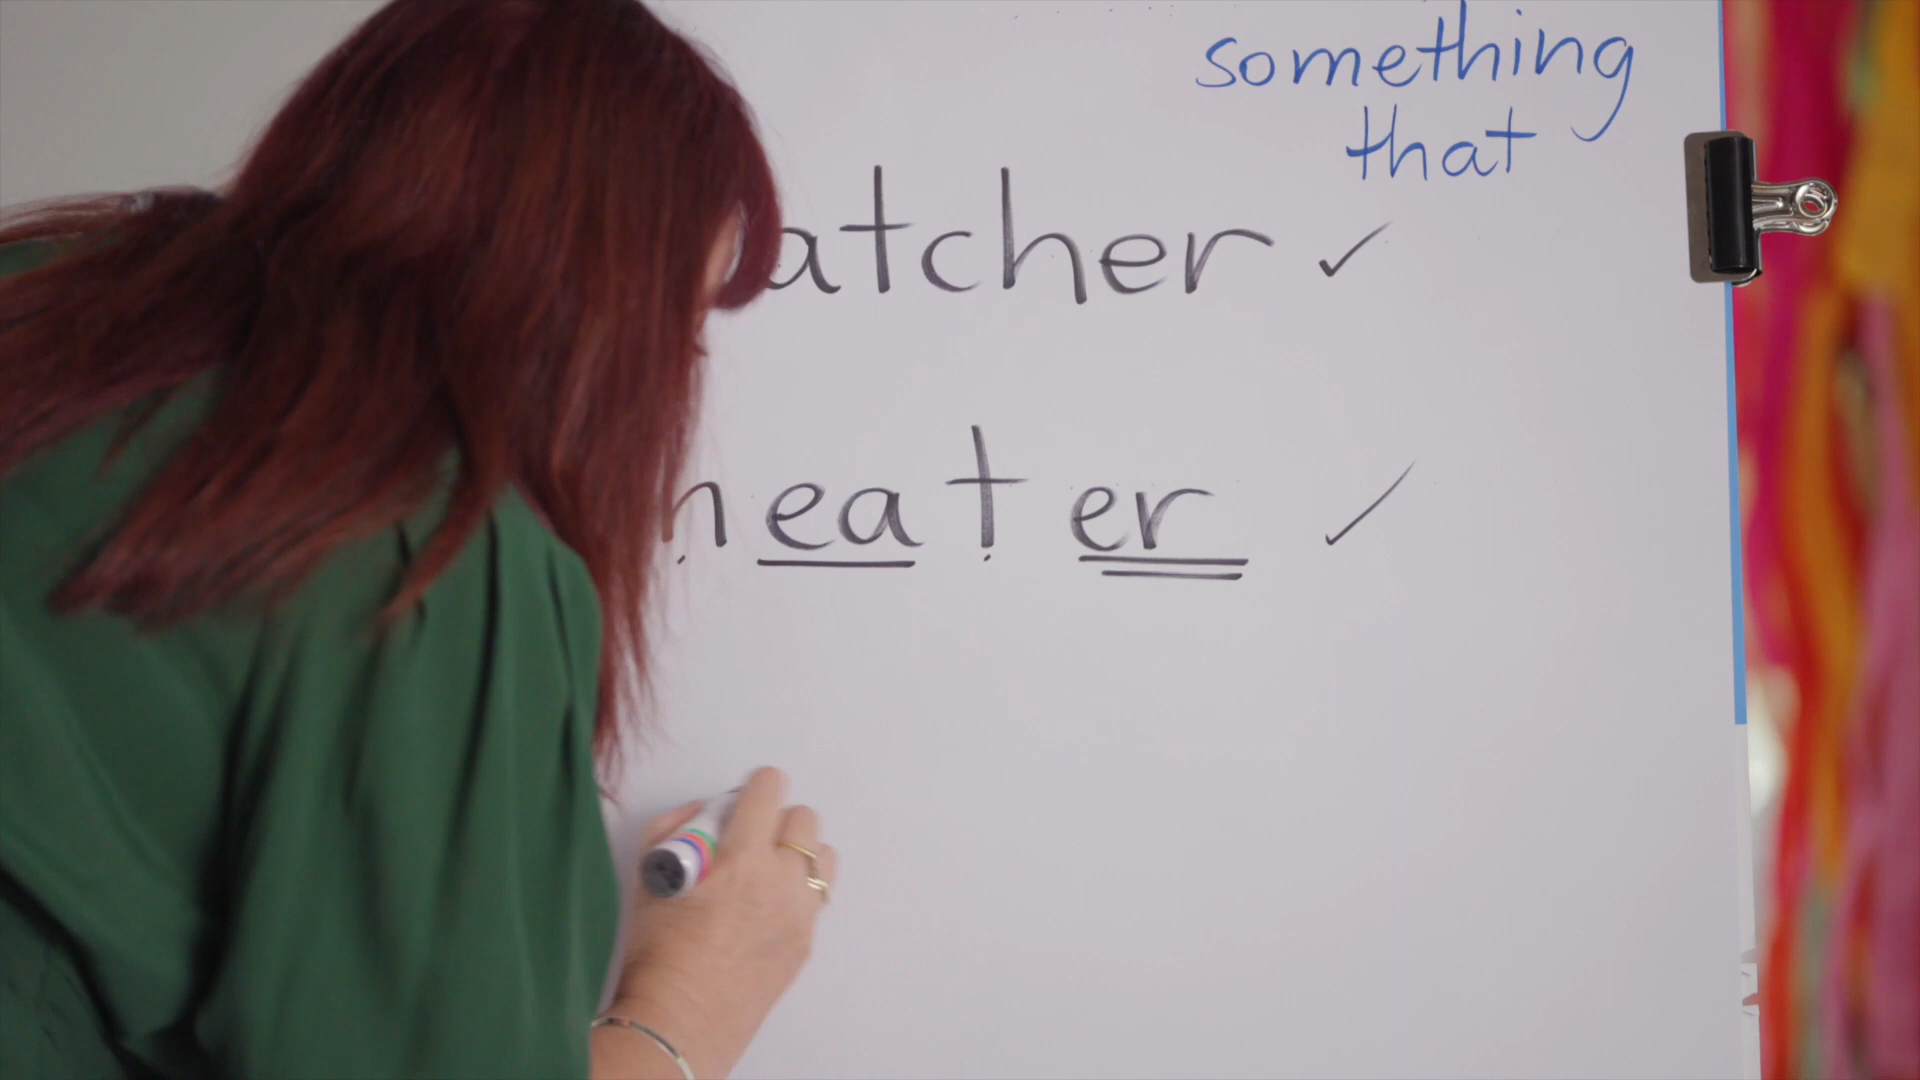 something
that
atcher ✓
heater ✓